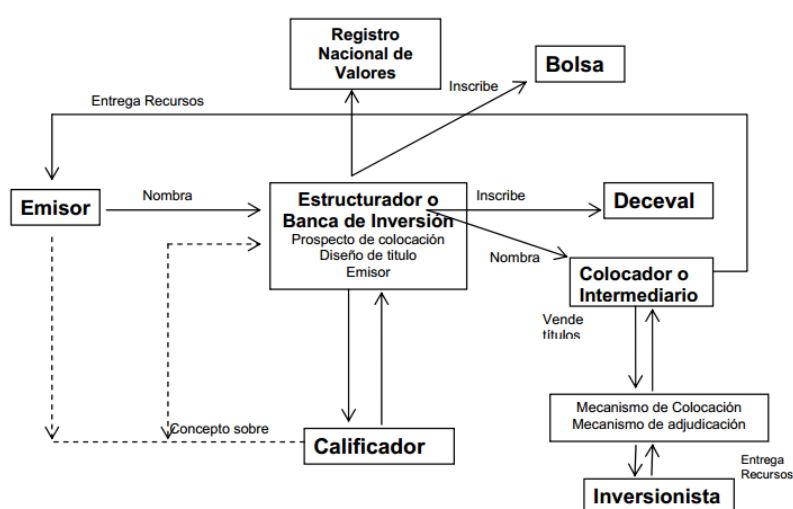 Registro
Nacional de
Valores
Bolsa
Inscribe
Entrega Recursos
Emisor
Nombra
Estructurador o
Banca de Inversión
Prospecto de colocación
Diseño de titulo
Emisor
Inscribe
Deceval
Nombra
Colocador o
Intermediario
Vende
títulos
Mecanismo de Colocación
Mecanismo de adjudicación
Concepto sobre
Calificador
Entrega
Recursos
Inversionista